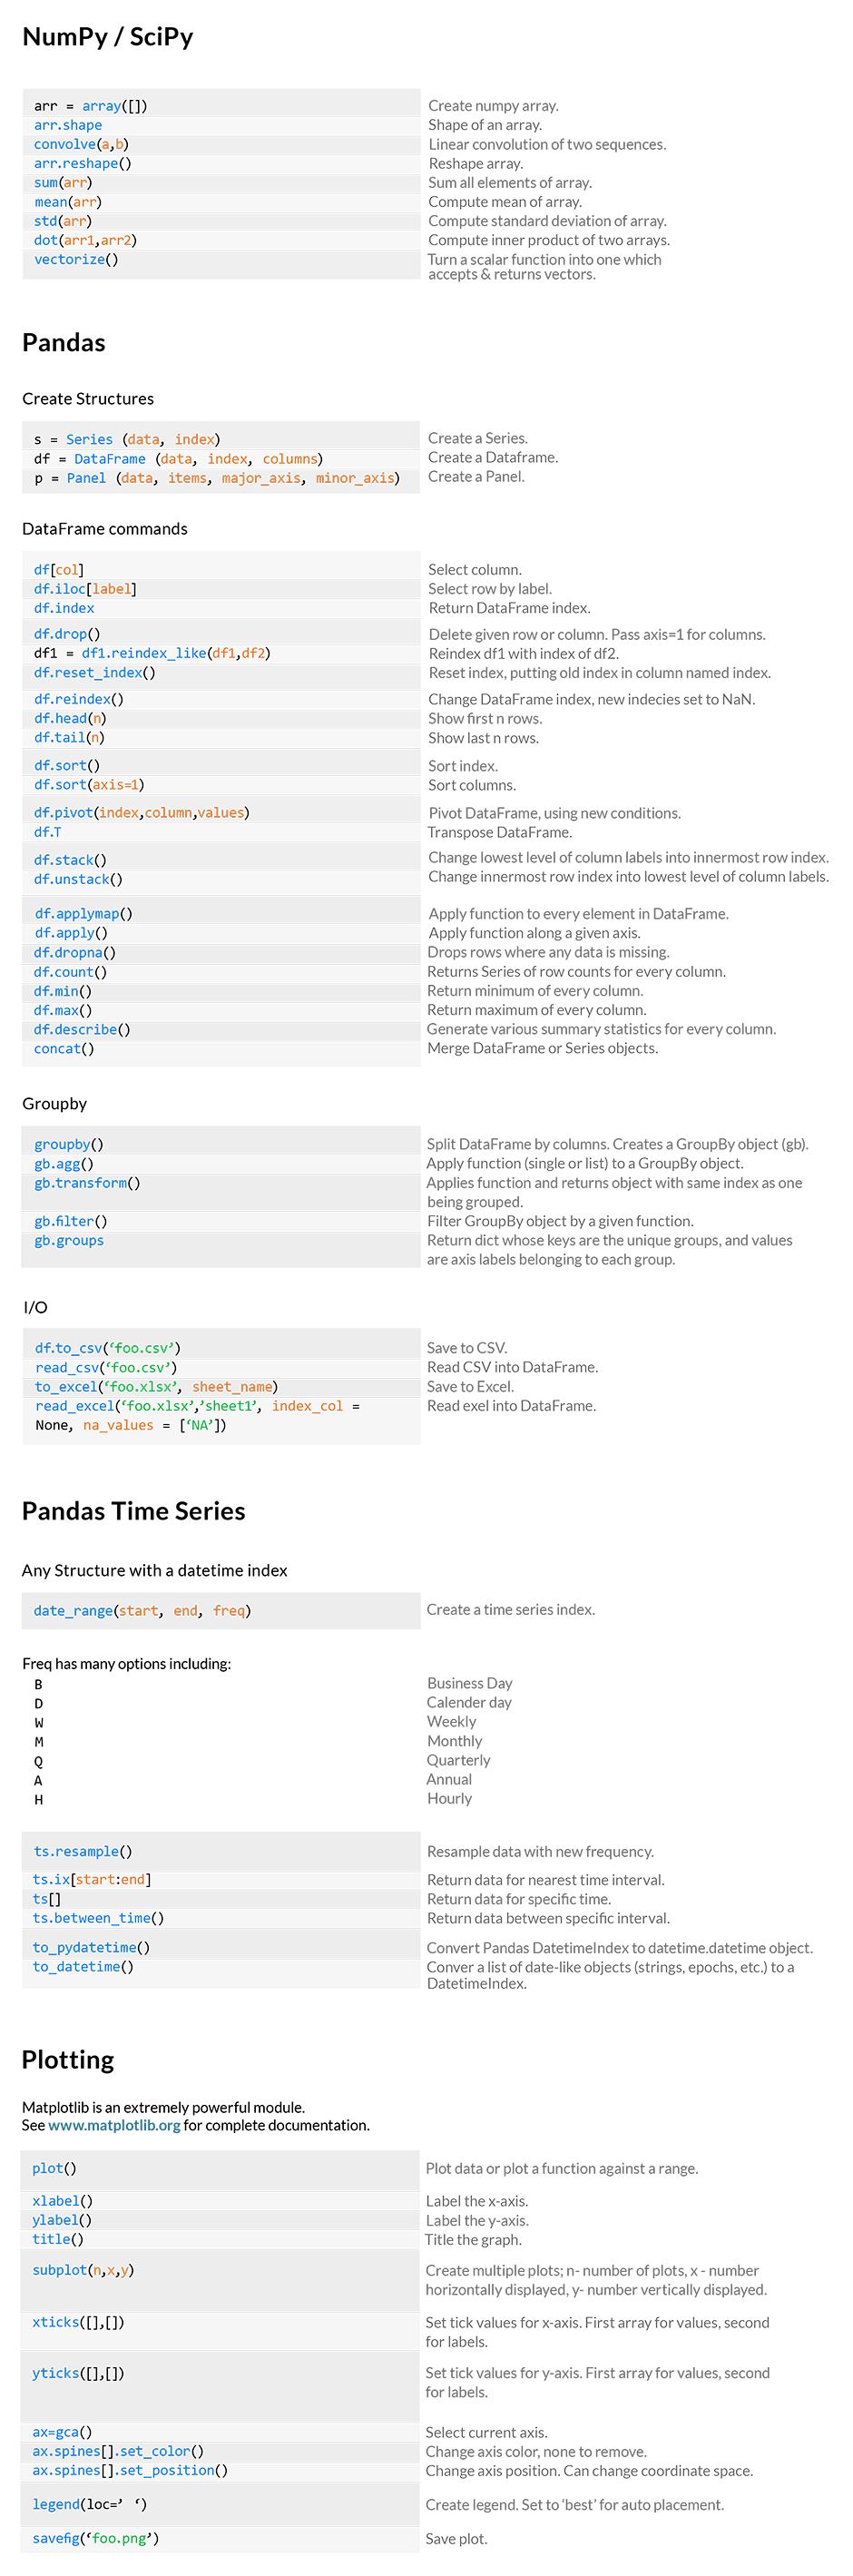 NumPy / SciPy
arr = array([]) Create numpy array.
arr.shape Shape of an array.
convolve(a,b) Linear convolution of two sequences.
arr.reshape() Reshape array.
sum(arr) Sum all elements of array.
mean(arr) Compute mean of array.
std(arr) Compute standard deviation of array.
dot(arr1,arr2) Compute inner product of two arrays.
vectorize() Turn a scalar function into one which
accepts & returns vectors.
Pandas
Create Structures
s = Series (data, index) Create a Series.
df = DataFrame (data, index, columns) Create a Dataframe.
p = Panel (data, items, major_axis, minor_axis) Create a Panel.
DataFrame commands
df[col] Select column.
df.iloc[label] Select row by label.
df.index Return DataFrame index.
df.drop() Delete given row or column. Pass axis=1 for columns.
df1 = df1.reindex_like(df1,df2) Reindex df1 with index of df2.
df.reset_index() Reset index, putting old index in column named index.
df.reindex() Change DataFrame index, new indecies set to NaN.
df.head(n) Show first n rows.
df.tail(n) Show last n rows.
df.sort() Sort index.
df.sort(axis=1) Sort columns.
df.pivot(index,column,values) Pivot DataFrame, using new conditions.
df.T Transpose DataFrame.
df.stack() Change lowest level of column labels into innermost row index.
df.unstack() Change innermost row index into lowest level of column labels.
df.applymap() Apply function to every element in DataFrame.
df.apply() Apply function along a given axis.
df.dropna() Drops rows where any data is missing.
df.count() Returns Series of row counts for every column.
df.min() Return minimum of every column.
df.max() Return maximum of every column.
df.describe() Generate various summary statistics for every column.
concat() Merge DataFrame or Series objects.
Groupby
groupby() Split DataFrame by columns. Creates a GroupBy object (gb).
gb.agg() Apply function (single or list) to a GroupBy object.
gb.transform() Applies function and returns object with same index as one
being grouped.
gb.filter() Filter GroupBy object by a given function.
gb.groups Return dict whose keys are the unique groups, and values
are axis labels belonging to each group.
I/O
df.to_csv(‘foo.csv’) Save to CSV.
read_csv(‘foo.csv’) Read CSV into DataFrame.
to_excel(‘foo.xlsx’, sheet_name) Save to Excel.
read_excel(‘foo.xlsx’,’sheet1’, index_col = Read exel into DataFrame.
None, na_values = [‘NA’])
Pandas Time Series
Any Structure with a datetime index
date_range(start, end, freq) Create a time series index.
Freq has many options including:
B Business Day
D Calender day
W Weekly
M Monthly
Q Quarterly
A Annual
H Hourly
ts.resample() Resample data with new frequency.
ts.ix[start:end] Return data for nearest time interval.
ts[] Return data for specific time.
ts.between_time() Return data between specific interval.
to_pydatetime() Convert Pandas DatetimeIndex to datetime.datetime object.
to_datetime() Conver a list of date-like objects (strings, epochs, etc.) to a
DatetimeIndex.
Plotting
Matplotlib is an extremely powerful module.
See www.matplotlib.org for complete documentation.
plot() Plot data or plot a function against a range.
xlabel() Label the x-axis.
ylabel() Label the y-axis.
title() Title the graph.
subplot(n,x,y) Create multiple plots; n- number of plots, x - number
horizontally displayed, y- number vertically displayed.
xticks([],[]) Set tick values for x-axis. First array for values, second
for labels.
yticks([],[]) Set tick values for y-axis. First array for values, second
for labels.
ax=gca() Select current axis.
ax.spines[].set_color() Change axis color, none to remove.
ax.spines[].set_position() Change axis position. Can change coordinate space.
legend(loc=’ ‘) Create legend. Set to ‘best’ for auto placement.
savefig(‘foo.png’) Save plot.